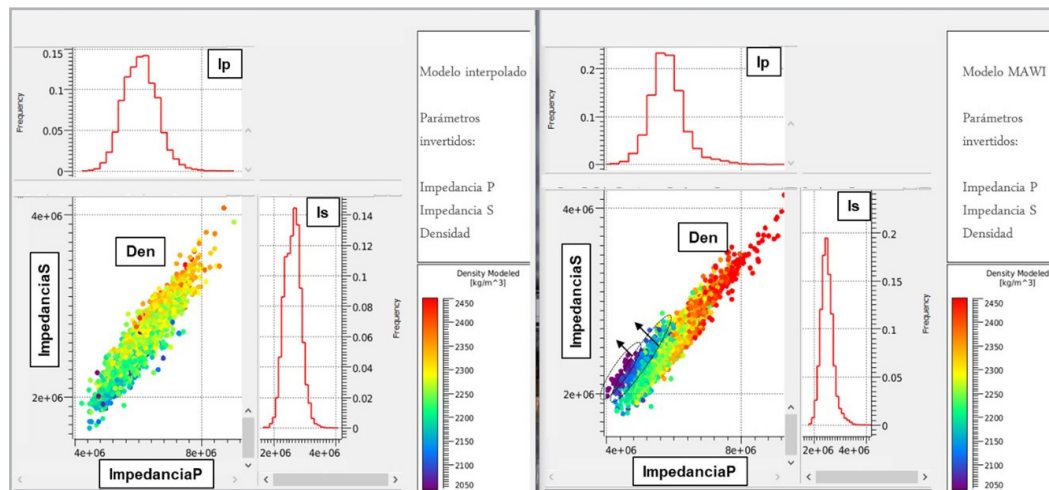 Ip
0.15
0.1
0.05
0
Frequency
Modelo interpolado
Parámetros
invertidos:
Impedancia P
Impedancia S
Densidad
4e+06
2e+06
ImpedanciaS
Den
4e+06
8e+06
ImpedanciaP
Is
0.14
0.12
0.1
0.08
0.06
0.04
0.02
0
Frequency
2e+06
4e+06
Density Modeled
[kg/m^3]
2450
2400
2350
2300
2250
2200
2150
2100
2050
Ip
0.2
0.1
0
Frequency
Modelo MAWI
Parámetros
invertidos:
Impedancia P
Impedancia S
Densidad
4e+06
2e+06
ImpedanciaS
Den
4e+06
8e+06
ImpedanciaP
Is
0.2
0.15
0.1
0.05
0
Frequency
2e+06
4e+06
Density Modeled
[kg/m^3]
2450
2400
2350
2300
2250
2200
2150
2100
2050